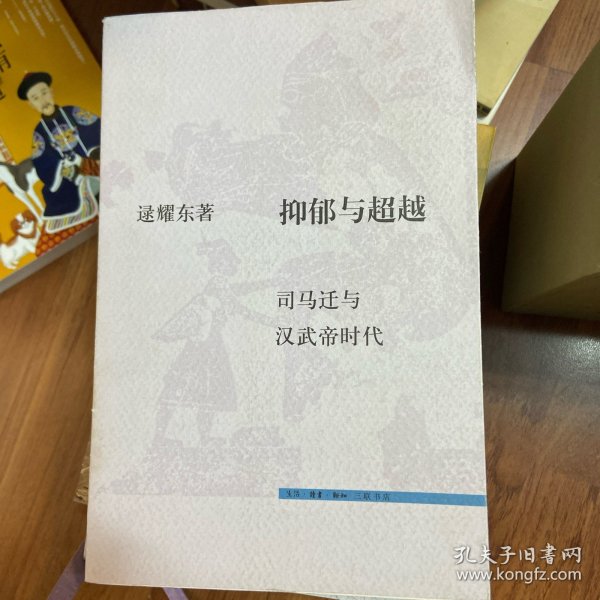 逯耀东著
抑郁与超越
司马迁与
汉武帝时代
生活·读书·新知 三联书店
孔夫子旧书网
www.kongfz.com